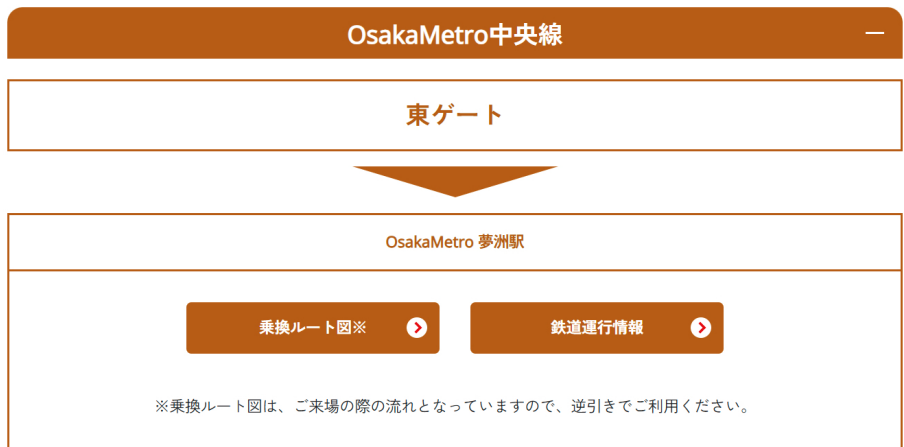 OsakaMetro中央線
東ゲート
OsakaMetro 夢洲駅
乗換ルート図※
鉄道運行情報
※乗換ルート図は、ご来場の際の流れとなっていますので、逆引きでご利用ください。